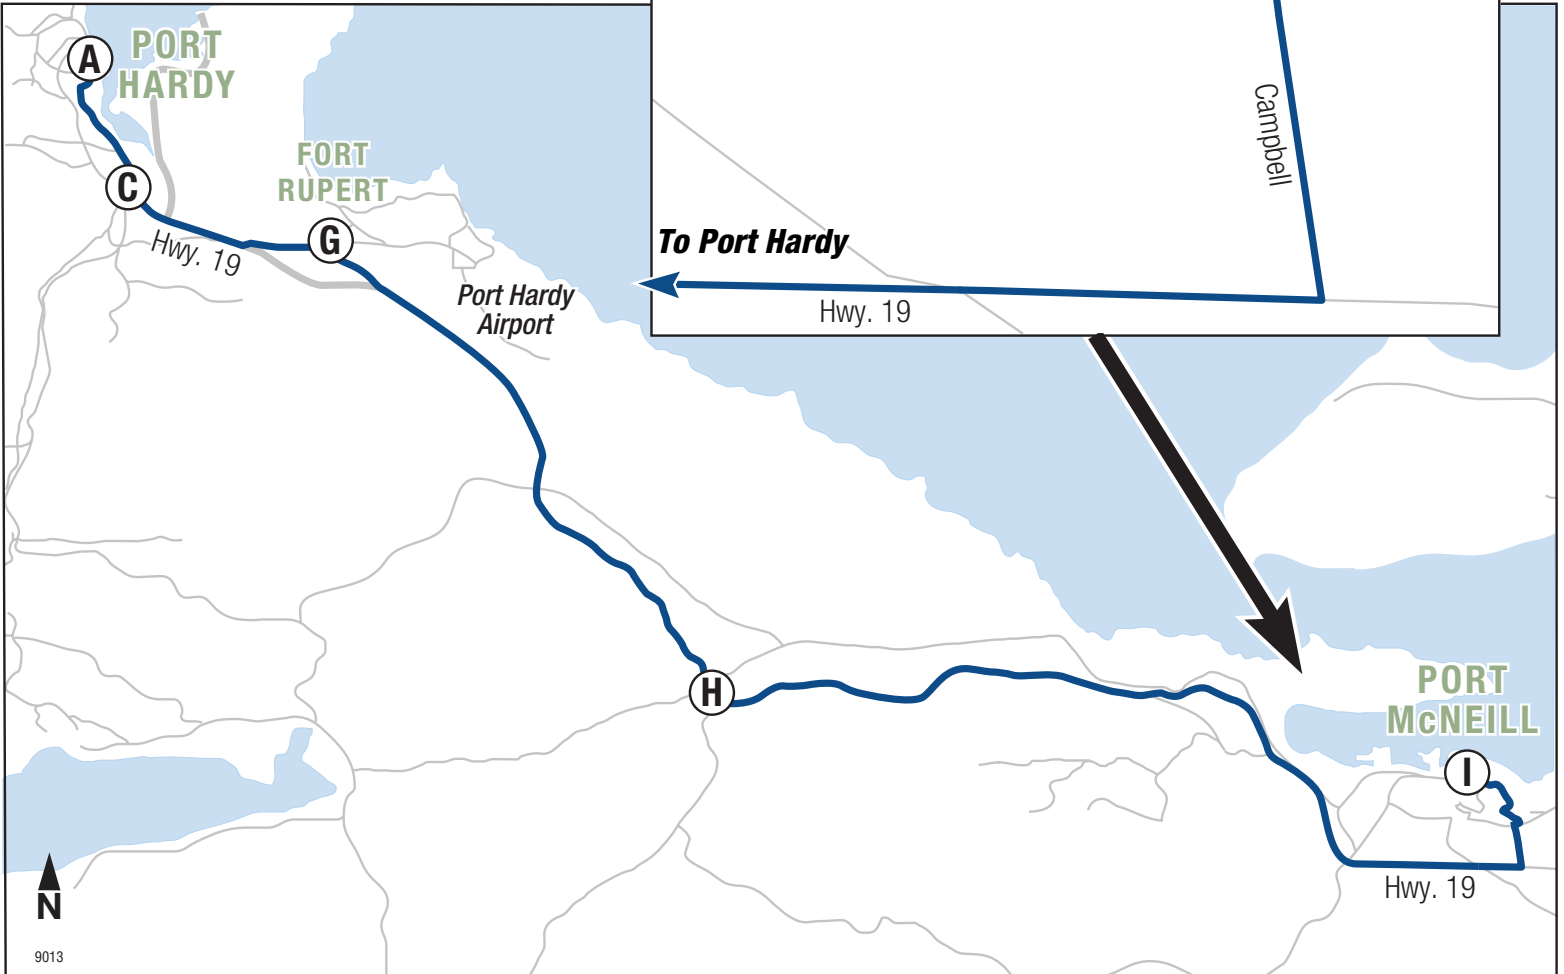 A
PORT
HARDY
C
FORT
RUPERT
G
Hwy. 19
Port Hardy
Airport
Campbell
To Port Hardy
Hwy. 19
H
PORT
McNEILL
I
Hwy. 19
N
9013